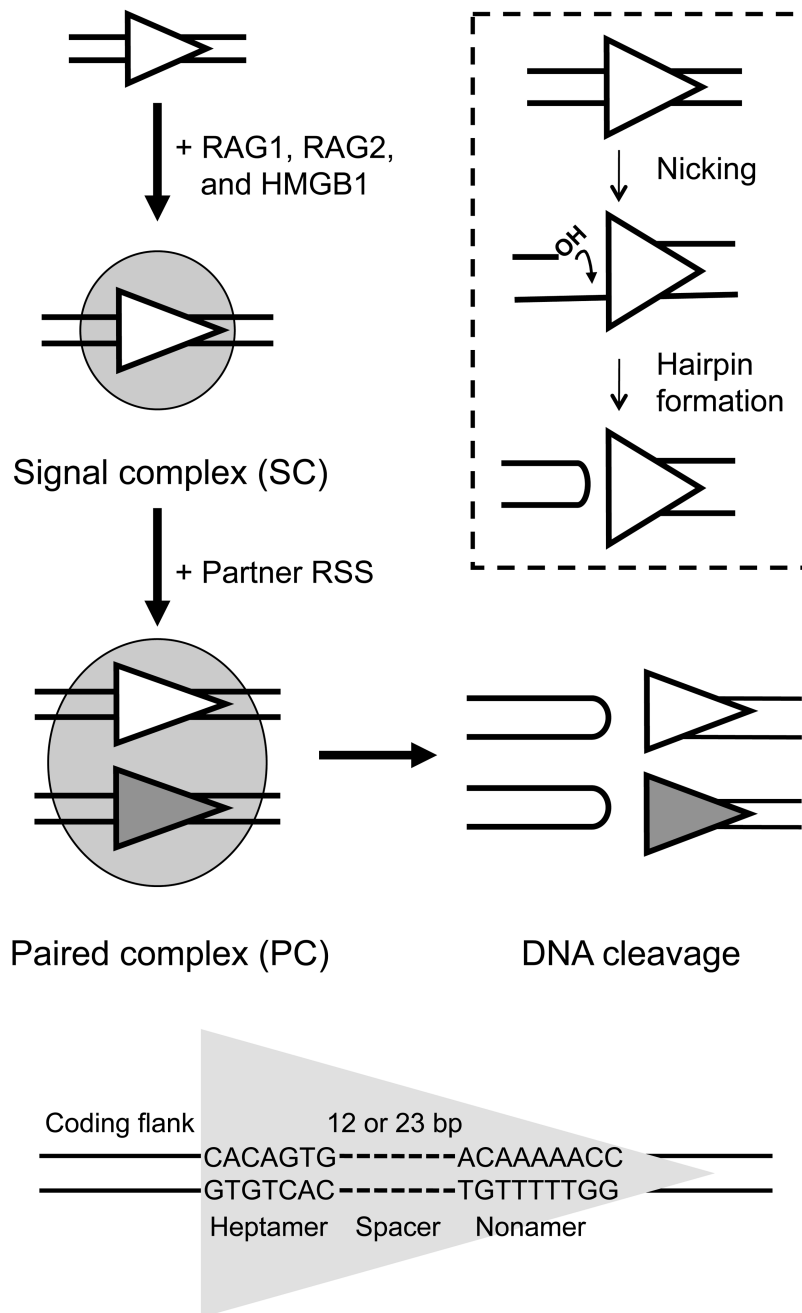 + RAG1, RAG2,
and HMGB1
Signal complex (SC)
+ Partner RSS
Nicking
OH
Hairpin
formation
Paired complex (PC)
DNA cleavage
Coding flank
12 or 23 bp
CACAGTG-------ACAAAAACC
GTGTCAC-------TGTTTTTGG
Heptamer Spacer Nonamer